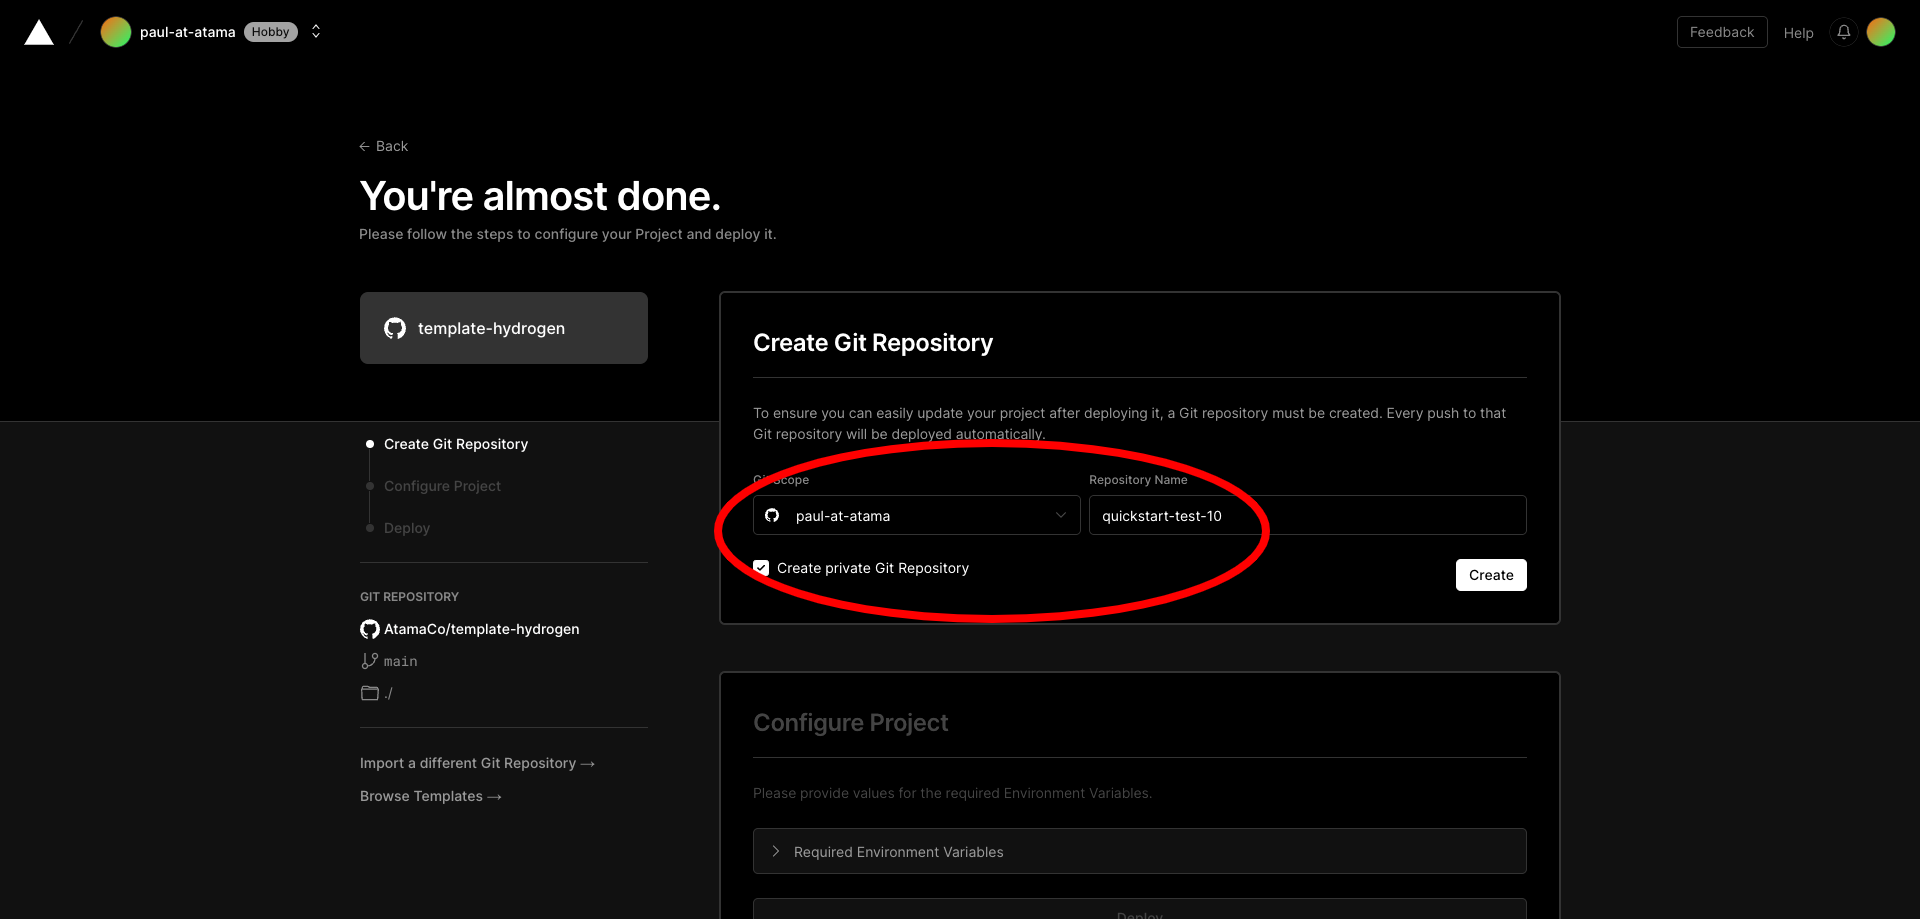 paul-at-atama Hobby
Feedback Help
← Back
You're almost done.
Please follow the steps to configure your Project and deploy it.
template-hydrogen
Create Git Repository
Configure Project
Deploy
GIT REPOSITORY
AtamaCo/template-hydrogen
main
./
Import a different Git Repository →
Browse Templates →
Create Git Repository
To ensure you can easily update your project after deploying it, a Git repository must be created. Every push to that
Git repository will be deployed automatically.
Git Scope
Repository Name
paul-at-atama
quickstart-test-10
Create private Git Repository
Create
Configure Project
Please provide values for the required Environment Variables.
Required Environment Variables
Deploy